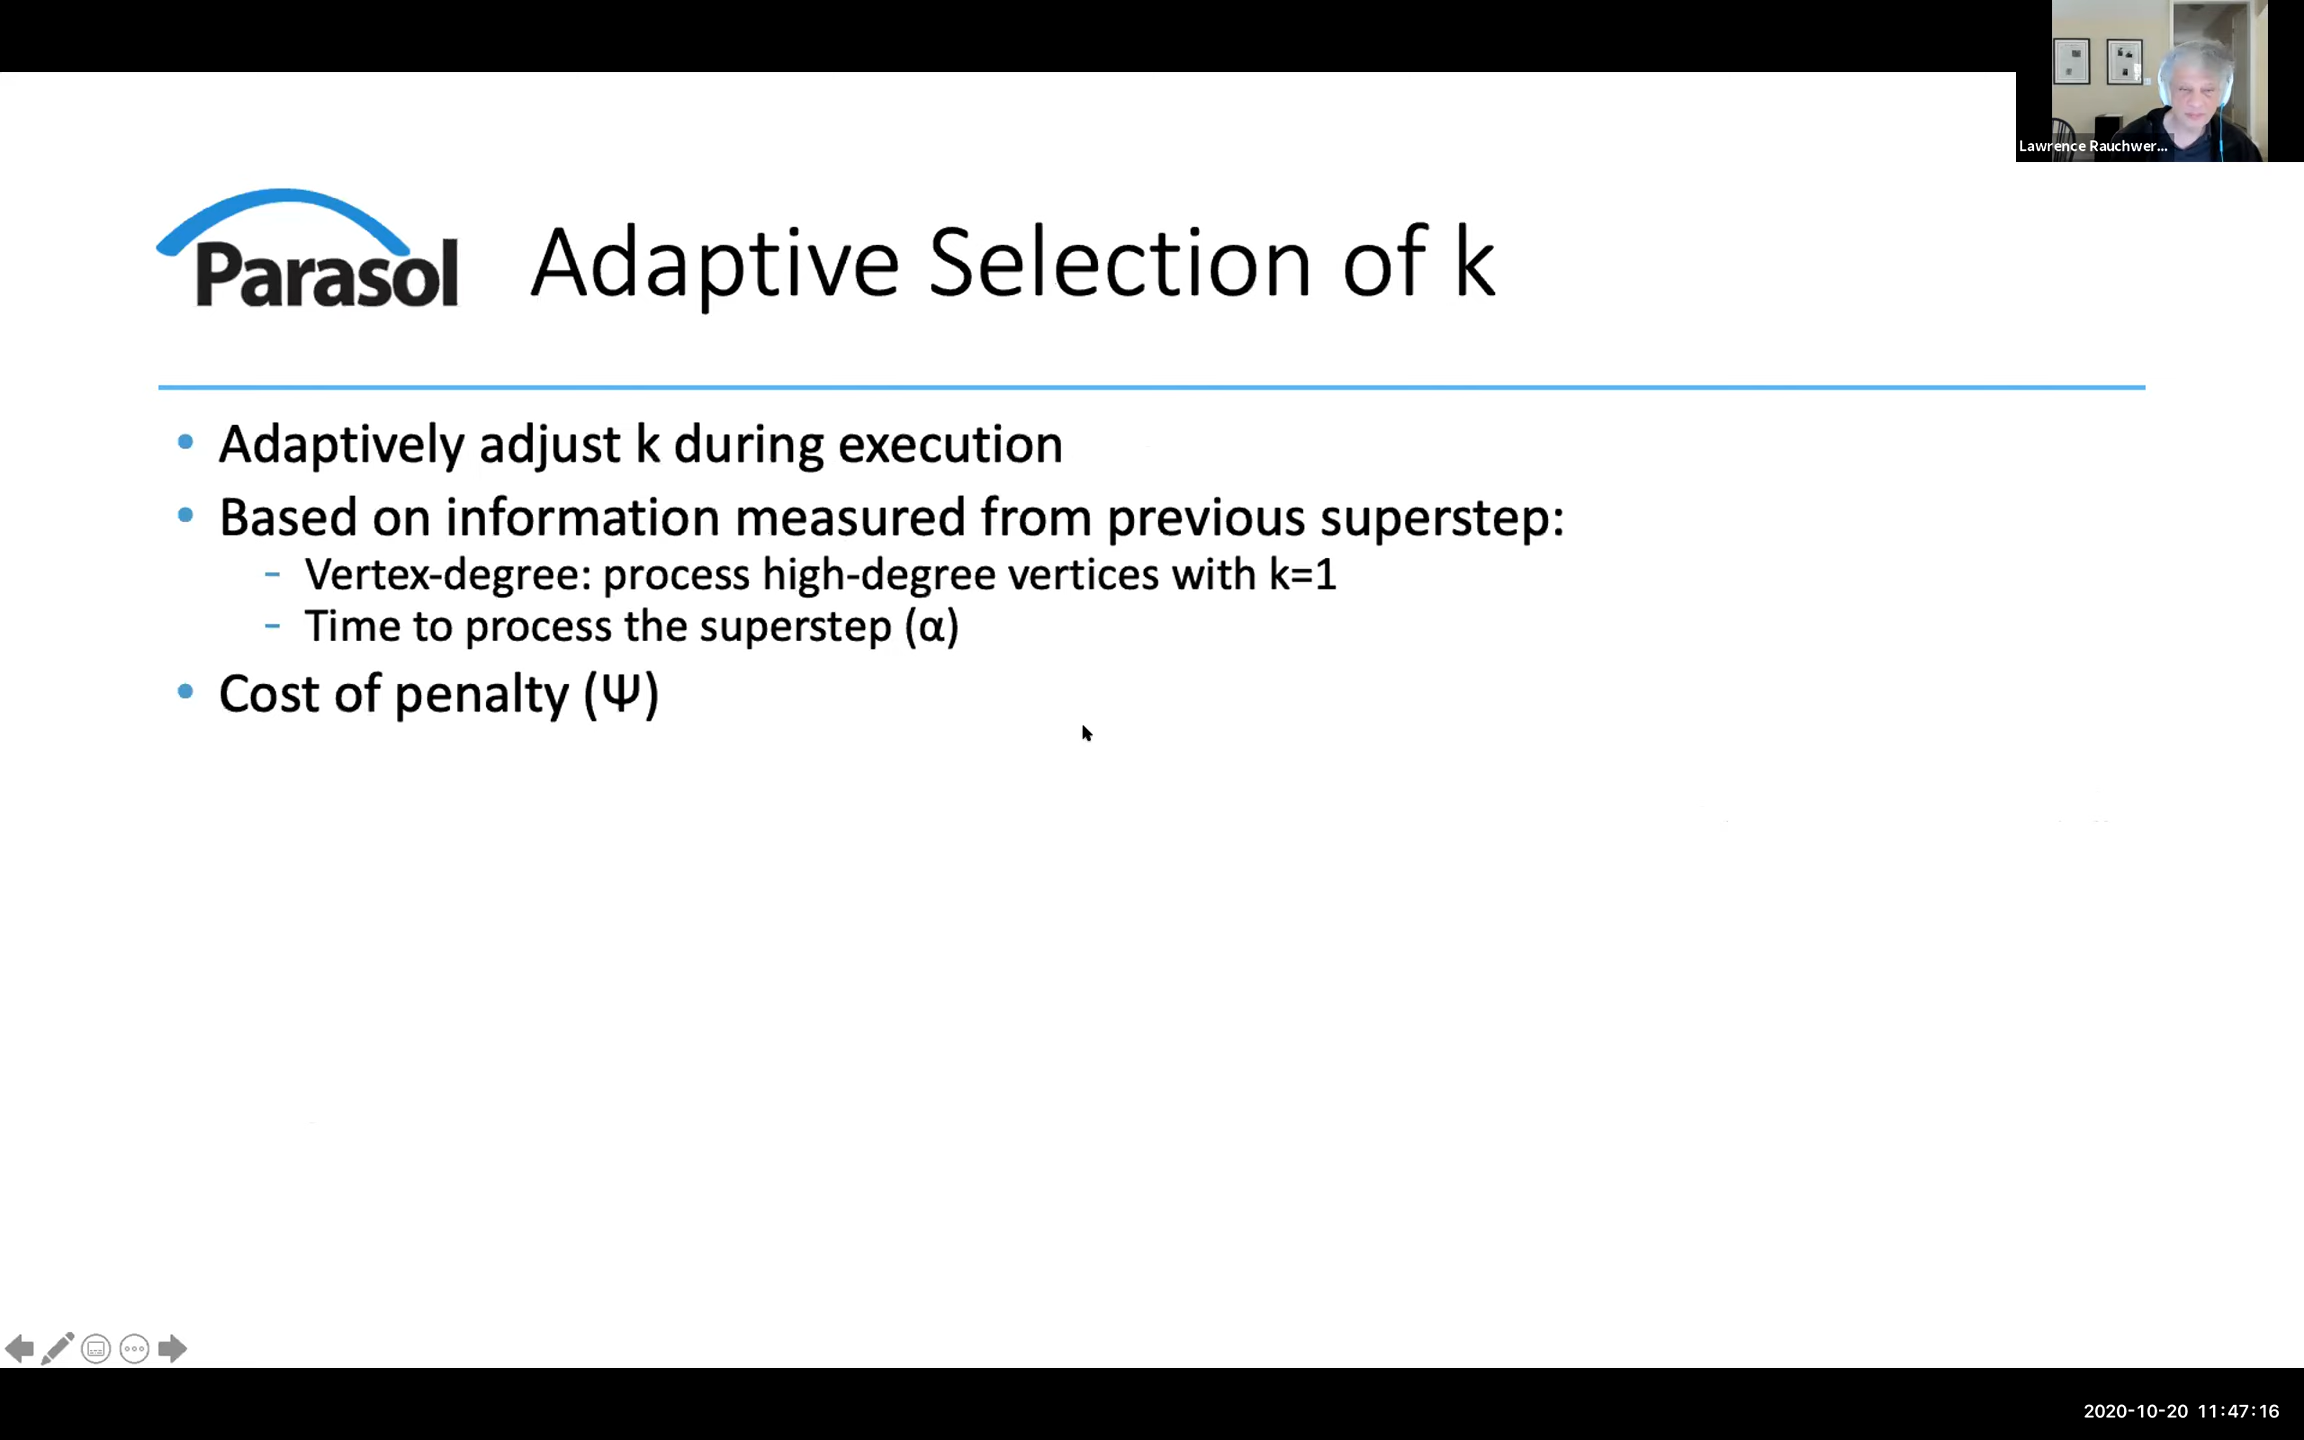 Lawrence Rauchwer...
Parasol
Adaptive Selection of k
• Adaptively adjust k during execution
• Based on information measured from previous superstep:
– Vertex-degree: process high-degree vertices with k=1
– Time to process the superstep (α)
• Cost of penalty (Ψ)
2020-10-20 11:47:16